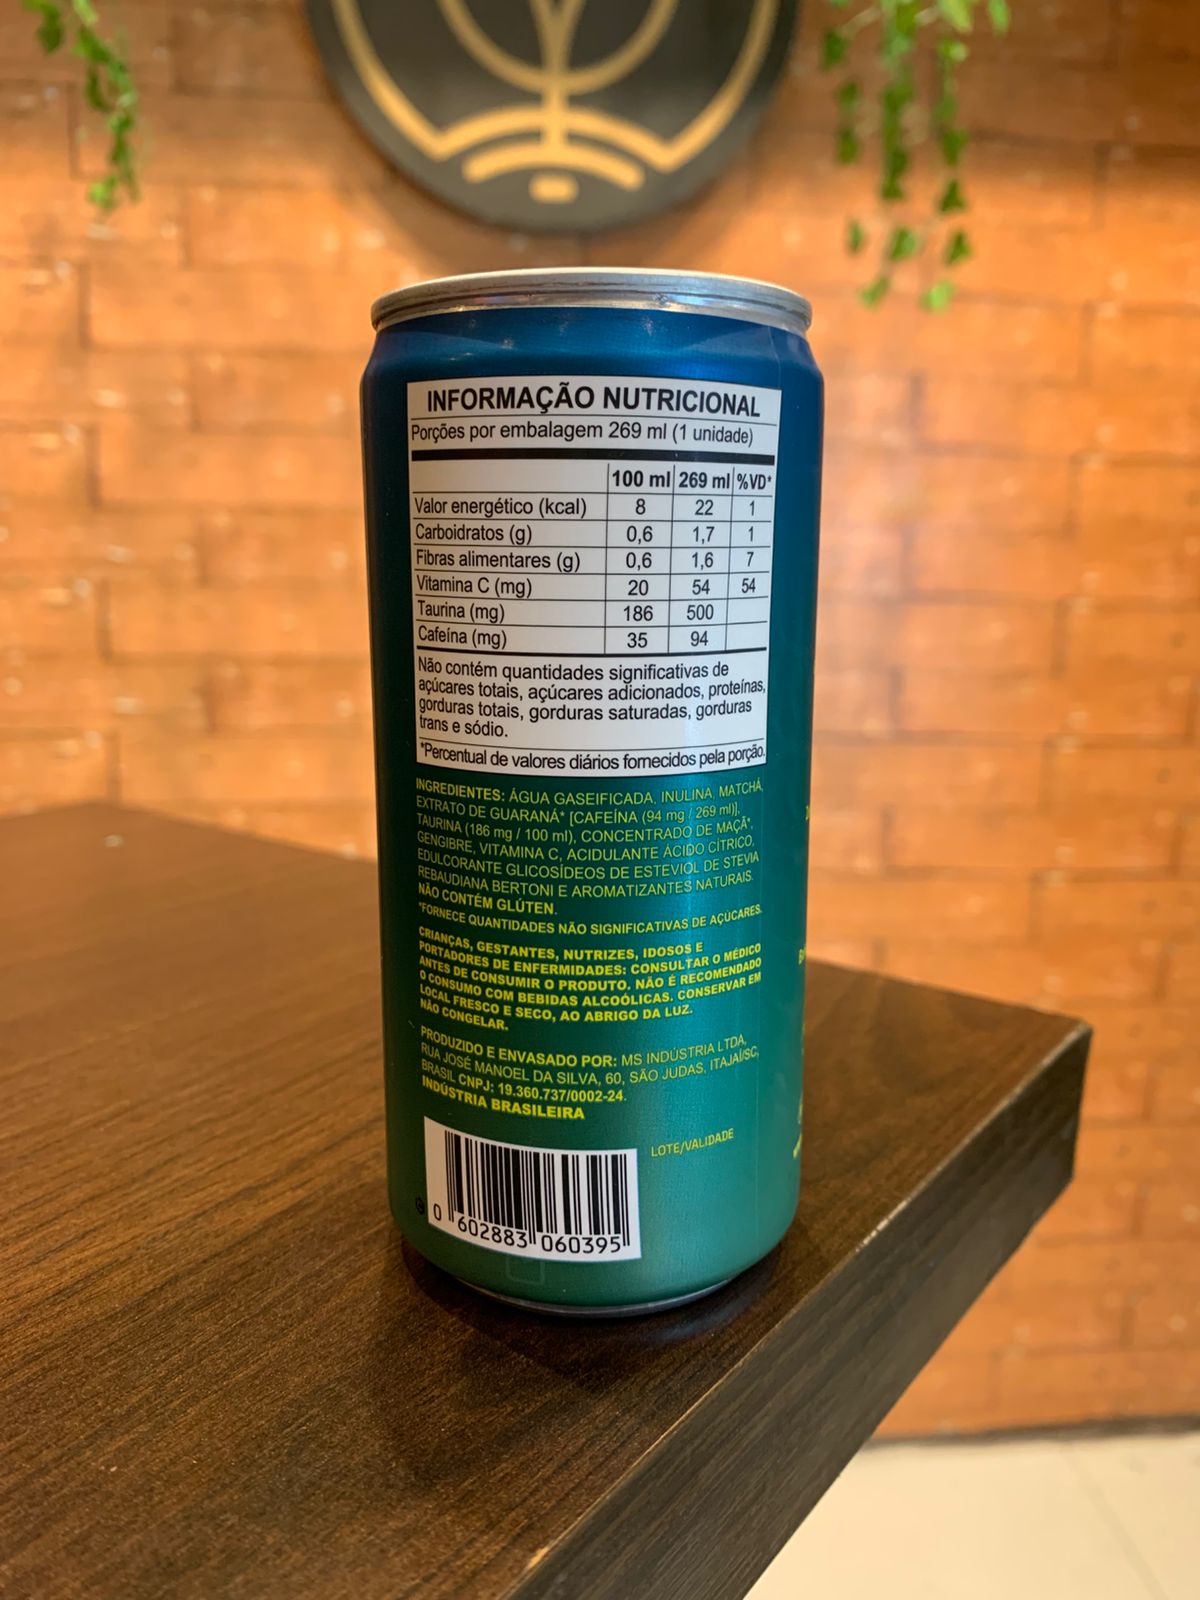 INFORMAÇÃO NUTRICIONAL
Porções por embalagem 269 ml (1 unidade)
100 ml 269 ml %VD*
Valor energético (kcal) 8 22 1
Carboidratos (g) 0,6 1,7 1
Fibras alimentares (g) 0,6 1,6 7
Vitamina C (mg) 20 54 54
Taurina (mg) 186 500
Cafeína (mg) 35 94
Não contém quantidades significativas de
açúcares totais, açúcares adicionados, proteínas,
gorduras totais, gorduras saturadas, gorduras
trans e sódio.
*Percentual de valores diários fornecidos pela porção.
INGREDIENTES: ÁGUA GASEIFICADA, INULINA, MATCHÁ,
EXTRATO DE GUARANÁ* [CAFEÍNA (94 mg / 269 ml)],
TAURINA (186 mg / 100 ml), CONCENTRADO DE MAÇÃ*,
GENGIBRE, VITAMINA C, ACIDULANTE ÁCIDO CÍTRICO,
EDULCORANTE GLICOSÍDEOS DE ESTEVIOL DE STEVIA
REBAUDIANA BERTONI E AROMATIZANTES NATURAIS.
NÃO CONTÉM GLÚTEN.
*FORNECE QUANTIDADES NÃO SIGNIFICATIVAS DE AÇÚCARES.
CRIANÇAS, GESTANTES, NUTRIZES, IDOSOS E
PORTADORES DE ENFERMIDADES: CONSULTAR O MÉDICO
ANTES DE CONSUMIR O PRODUTO. NÃO É RECOMENDADO
O CONSUMO COM BEBIDAS ALCOÓLICAS. CONSERVAR EM
LOCAL FRESCO E SECO, AO ABRIGO DA LUZ.
NÃO CONGELAR.
PRODUZIDO E ENVASADO POR: MS INDÚSTRIA LTDA,
RUA JOSÉ MANOEL DA SILVA, 60, SÃO JUDAS, ITAJAÍ/SC,
BRASIL CNPJ: 19.360.737/0002-24.
INDÚSTRIA BRASILEIRA
LOTE/VALIDADE
0 602883 060395